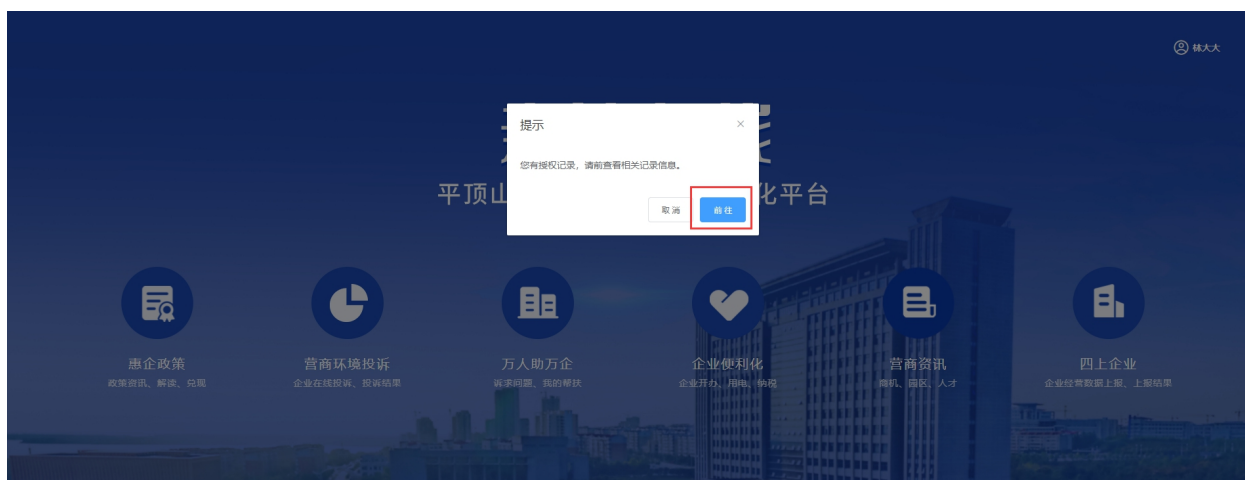 林大大
提示
您有授权记录，请前查看相关记录信息。
平顶山
化平台
取消
前往
惠企政策
政策资讯、解读、兑现
营商环境投诉
企业在线投诉、投诉结果
万人助万企
诉求问题、我的帮扶
企业便利化
企业开办、用电、纳税
营商资讯
商机、园区、人才
四上企业
企业经营数据上报、上报结果